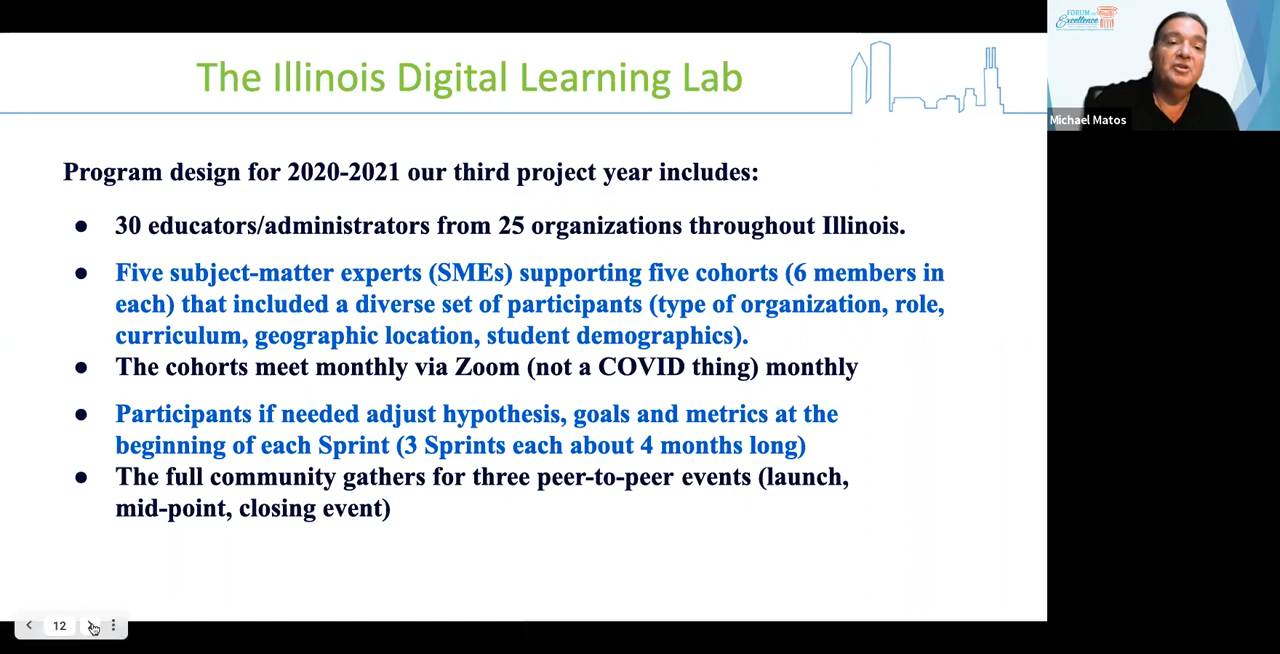 The Illinois Digital Learning Lab
FORUM
Excellence
Michael Matos
Program design for 2020-2021 our third project year includes:
● 30 educators/administrators from 25 organizations throughout Illinois.
● Five subject-matter experts (SMEs) supporting five cohorts (6 members in
each) that included a diverse set of participants (type of organization, role,
curriculum, geographic location, student demographics).
● The cohorts meet monthly via Zoom (not a COVID thing) monthly
● Participants if needed adjust hypothesis, goals and metrics at the
beginning of each Sprint (3 Sprints each about 4 months long)
● The full community gathers for three peer-to-peer events (launch,
mid-point, closing event)
12